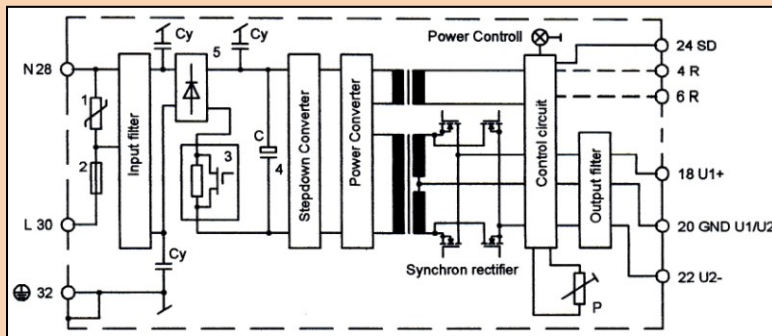 Cy
Cy
Power Controll
24 SD
N 28
5
4 R
6 R
1
Input filter
C
4
Stepdown Converter
Power Converter
Control circuit
3
2
Output filter
18 U1+
L 30
20 GND U1/U2
Cy
Synchron rectifier
22 U2-
32
P